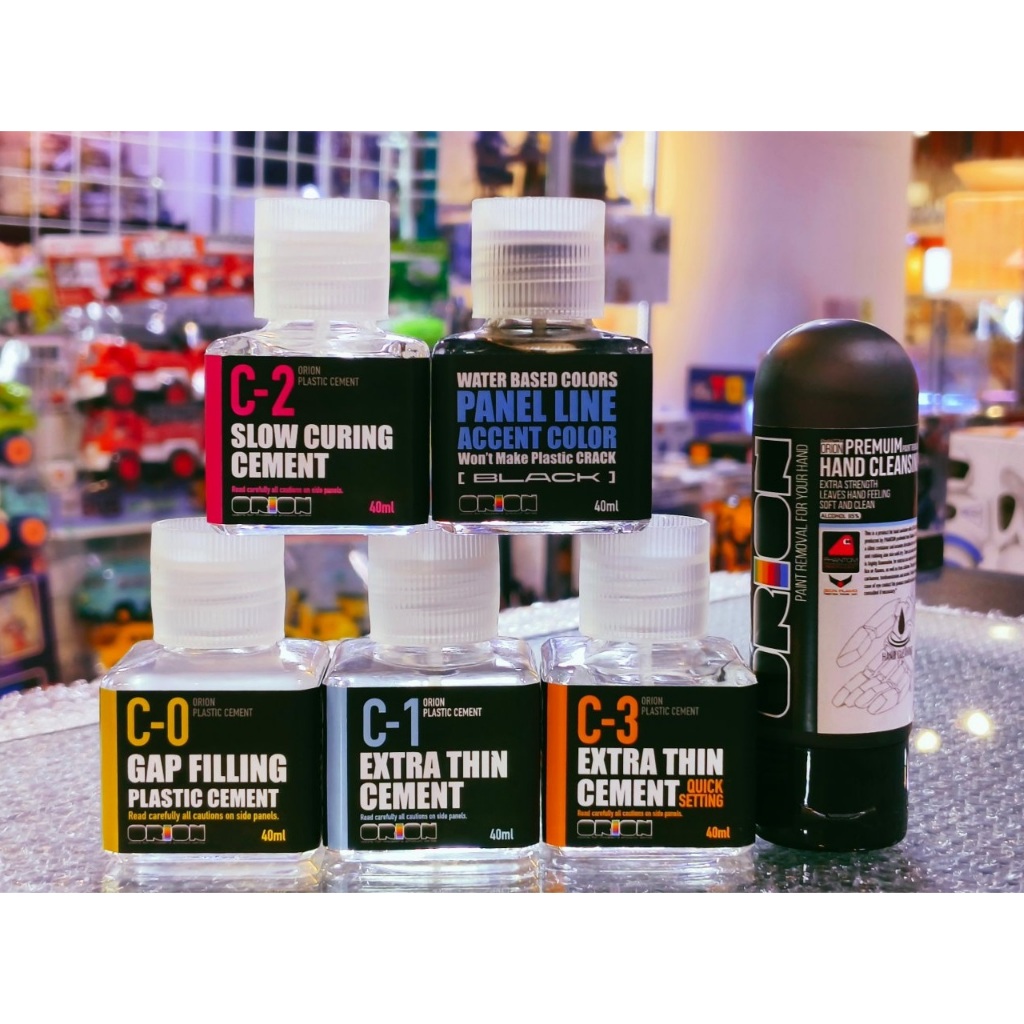 C-2
ORION
PLASTIC CEMENT
SLOW CURING
CEMENT
Read carefully all cautions on side panels.
ORION
40ml
WATER BASED COLORS
PANEL LINE
ACCENT COLOR
Won't Make Plastic CRACK
[ BLACK ]
ORION
40ml
C-0
ORION
PLASTIC CEMENT
GAP FILLING
PLASTIC CEMENT
Read carefully all cautions on side panels.
ORION
40ml
C-1
ORION
PLASTIC CEMENT
EXTRA THIN
CEMENT
Read carefully all cautions on side panels.
ORION
40ml
C-3
ORION
PLASTIC CEMENT
EXTRA THIN
CEMENT
QUICK
SETTING
Read carefully all cautions on side panels.
ORION
40ml
ORION
PAINT REMOVAL FOR YOUR HAND
ORION PREMUIM
HAND CLEANS
EXTRA STRENGTH
LEAVES HAND FEELING
SOFT AND CLEAN